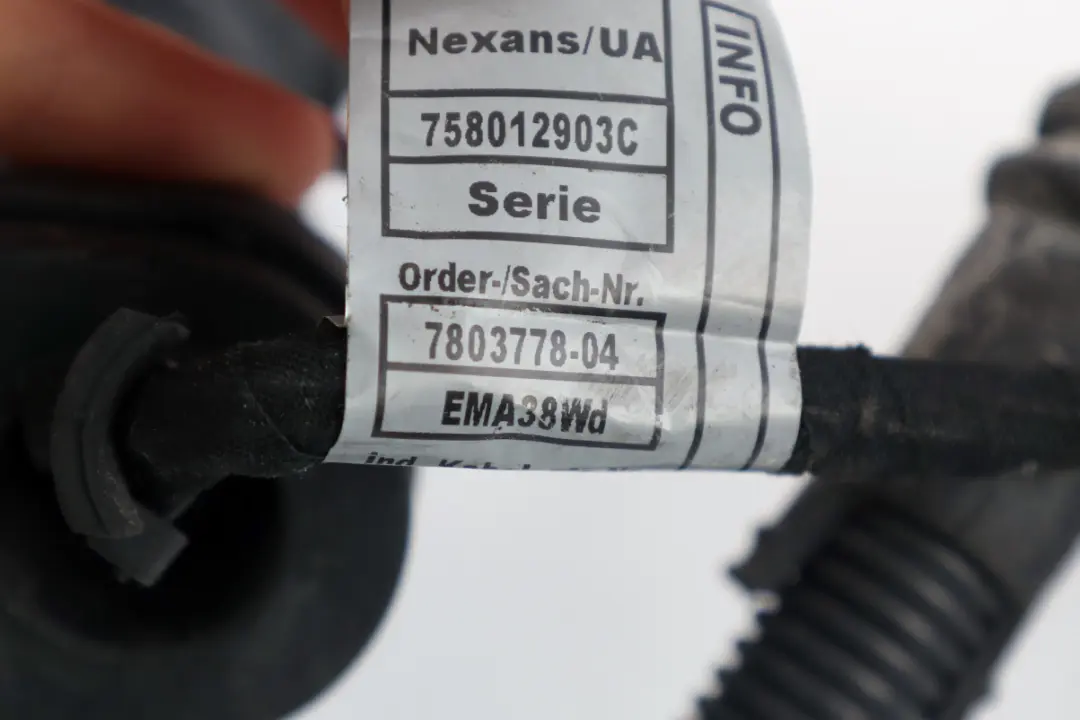 Nexans/UA
758012903C
Serie
Order-/Sach-Nr.
7803778-04
EMA38Wd
INFO